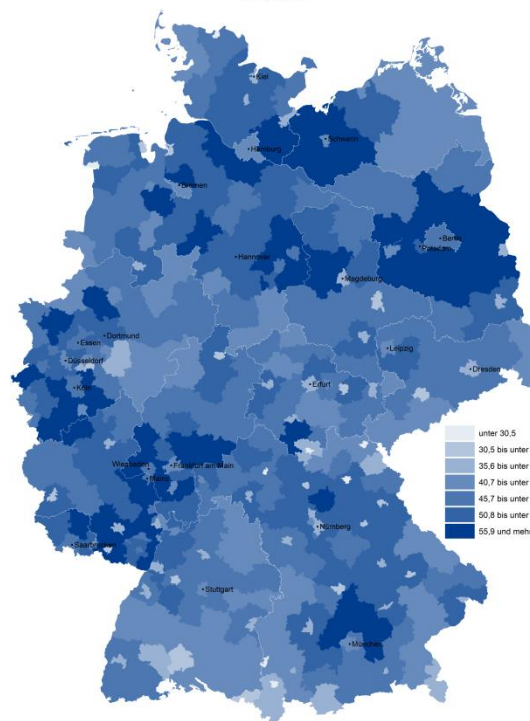 Kiel
Schwerin
Hamburg
Bremen
Berlin
Potsdam
Hannover
Magdeburg
Dortmund
Essen
Düsseldorf
Leipzig
Dresden
Köln
Erfurt
Wiesbaden
Frankfurt am Main
Mainz
Nürnberg
Saarbrücken
Stuttgart
München
unter 30,5
30,5 bis unter
35,6 bis unter
40,7 bis unter
45,7 bis unter
50,8 bis unter
55,9 und mehr